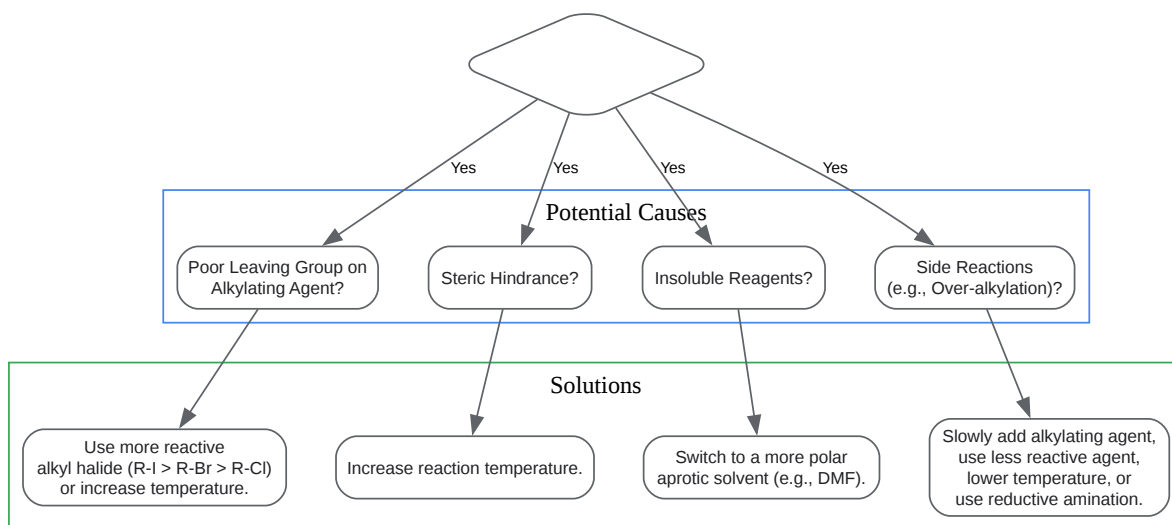 Yes
Yes
Yes
Yes
Potential Causes
Poor Leaving Group on
Alkylating Agent?
Steric Hindrance?
Insoluble Reagents?
Side Reactions
(e.g., Over-alkylation)?
Solutions
Use more reactive
alkyl halide (R-I > R-Br > R-Cl)
or increase temperature.
Increase reaction temperature.
Switch to a more polar
aprotic solvent (e.g., DMF).
Slowly add alkylating agent,
use less reactive agent,
lower temperature, or
use reductive amination.